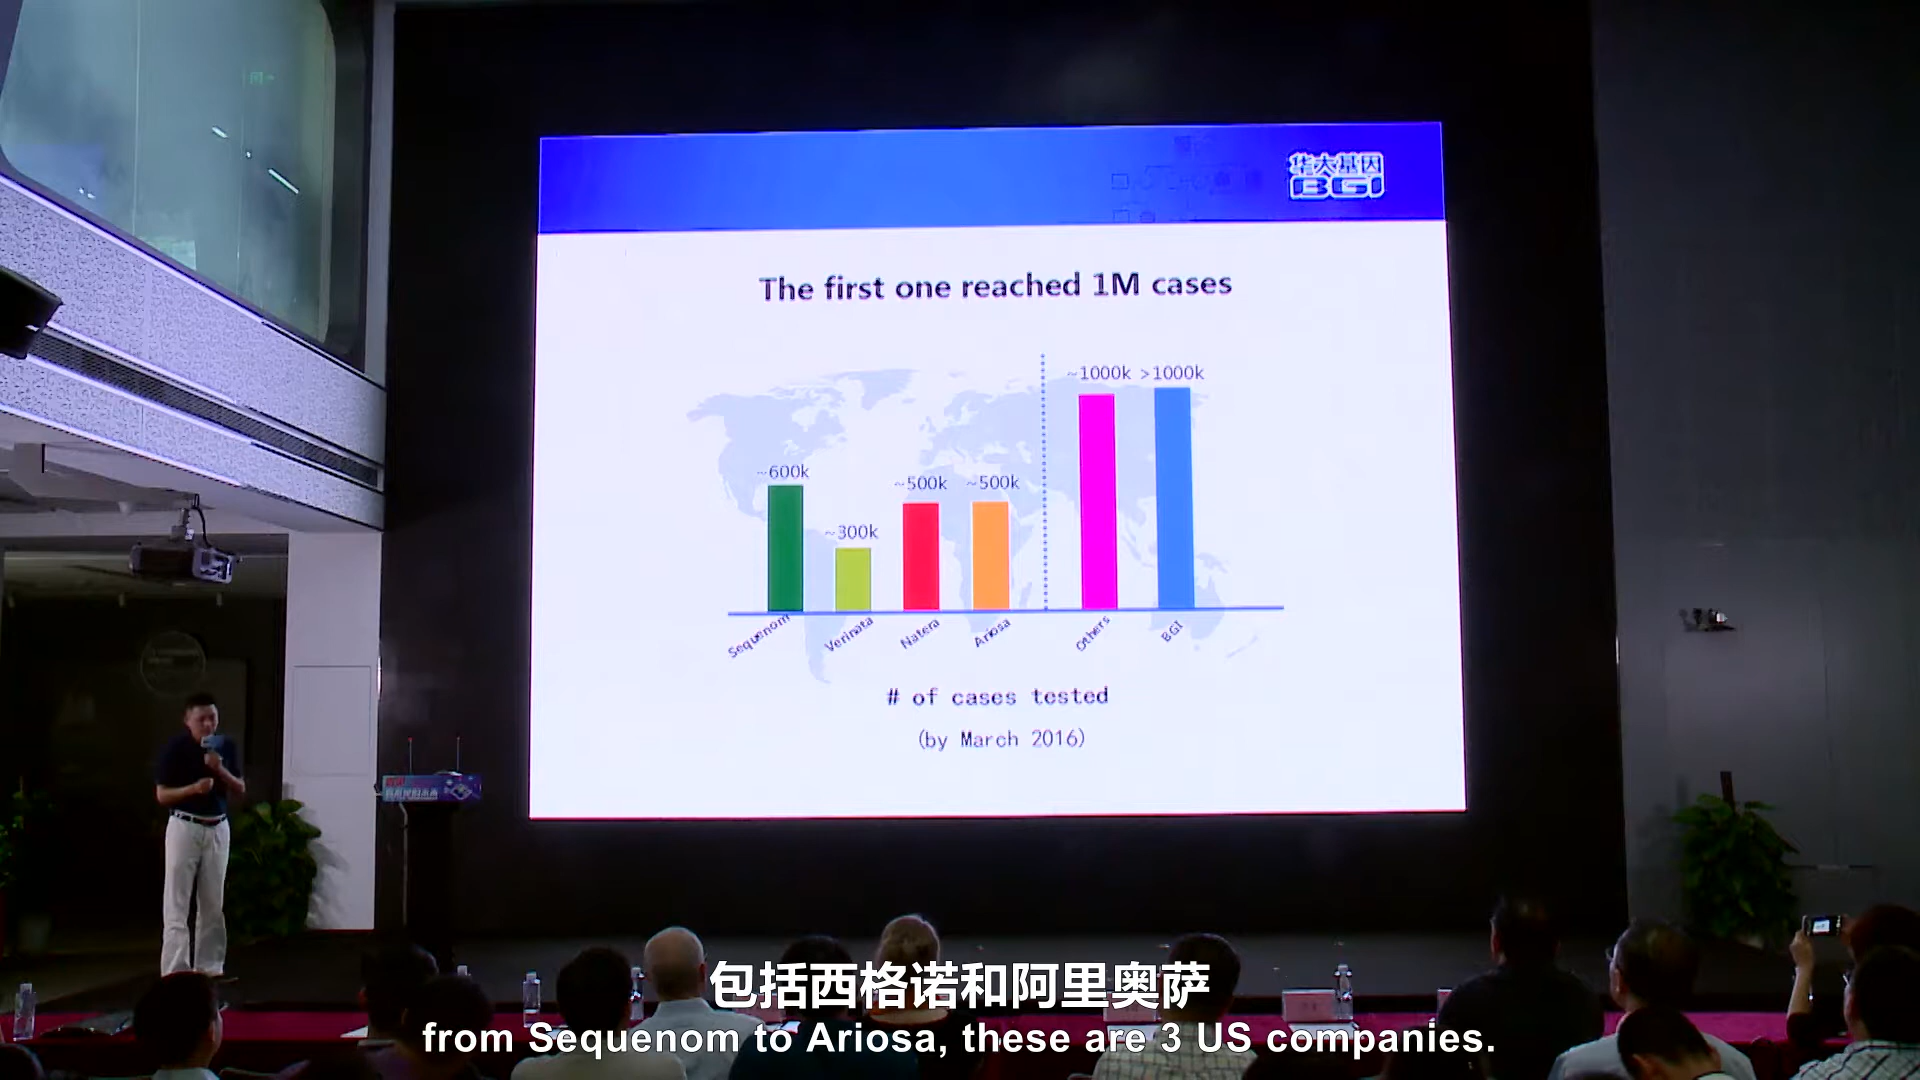 华大基因
BGI
The first one reached 1M cases
~600k
~300k
~500k
~500k
~1000k
>1000k
Sequenom
Verinata
Natera
Ariosa
Others
BGI
# of cases tested
(by March 2016)
包括西格诺和阿里奥萨
from Sequenom to Ariosa, these are 3 US companies.